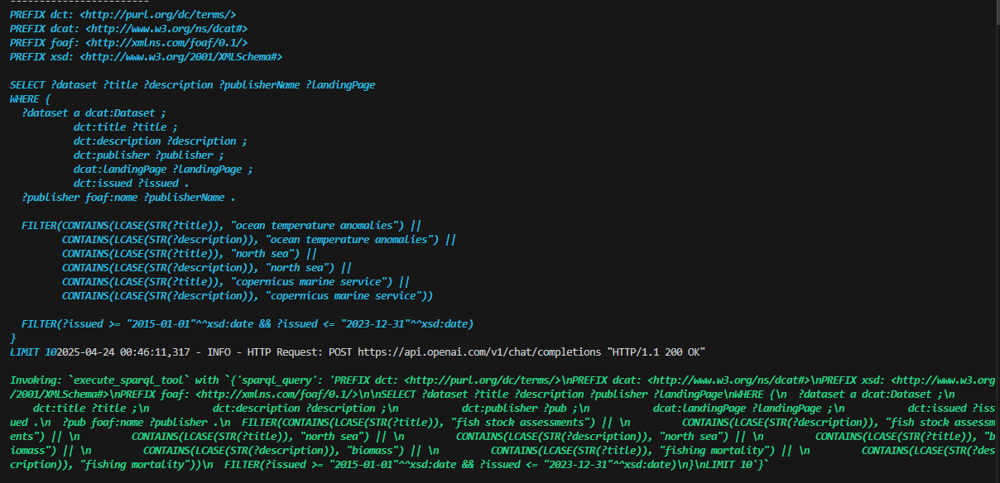 ------------------------
PREFIX dct: <http://purl.org/dc/terms/>
PREFIX dcat: <http://www.w3.org/ns/dcat#>
PREFIX foaf: <http://xmlns.com/foaf/0.1/>
PREFIX xsd: <http://www.w3.org/2001/XMLSchema#>

SELECT ?dataset ?title ?description ?publisherName ?landingPage
WHERE {
  ?dataset a dcat:Dataset ;
           dct:title ?title ;
           dct:description ?description ;
           dct:publisher ?publisher ;
           dcat:landingPage ?landingPage ;
           dct:issued ?issued .
  ?publisher foaf:name ?publisherName .

  FILTER(CONTAINS(LCASE(STR(?title)), "ocean temperature anomalies") ||
         CONTAINS(LCASE(STR(?description)), "ocean temperature anomalies") ||
         CONTAINS(LCASE(STR(?title)), "north sea") ||
         CONTAINS(LCASE(STR(?description)), "north sea") ||
         CONTAINS(LCASE(STR(?title)), "copernicus marine service") ||
         CONTAINS(LCASE(STR(?description)), "copernicus marine service"))

  FILTER(?issued >= "2015-01-01"^^xsd:date && ?issued <= "2023-12-31"^^xsd:date)
}
LIMIT 102025-04-24 00:46:11,317 - INFO - HTTP Request: POST https://api.openai.com/v1/chat/completions "HTTP/1.1 200 OK"

Invoking: `execute_sparql_tool` with `{'sparql_query': 'PREFIX dct: <http://purl.org/dc/terms/>\nPREFIX dcat: <http://www.w3.org/ns/dcat#>\nPREFIX xsd: <http://www.w3.org
/2001/XMLSchema#>\nPREFIX foaf: <http://xmlns.com/foaf/0.1/>\n\nSELECT ?dataset ?title ?description ?publisher ?landingPage\nWHERE {\n  ?dataset a dcat:Dataset ;\n
    dct:title ?title ;\n           dct:description ?description ;\n           dct:publisher ?pub ;\n           dcat:landingPage ?landingPage ;\n           dct:issued ?iss
ued .\n  ?pub foaf:name ?publisher .\n  FILTER(CONTAINS(LCASE(STR(?title)), "fish stock assessments") || \n         CONTAINS(LCASE(STR(?description)), "fish stock assessm
ents") || \n         CONTAINS(LCASE(STR(?title)), "north sea") || \n         CONTAINS(LCASE(STR(?description)), "north sea") || \n         CONTAINS(LCASE(STR(?title)), "b
iomass") || \n         CONTAINS(LCASE(STR(?description)), "biomass") || \n         CONTAINS(LCASE(STR(?title)), "fishing mortality") || \n         CONTAINS(LCASE(STR(?des
cription)), "fishing mortality"))\n  FILTER(?issued >= "2015-01-01"^^xsd:date && ?issued <= "2023-12-31"^^xsd:date)\n}\nLIMIT 10'}`